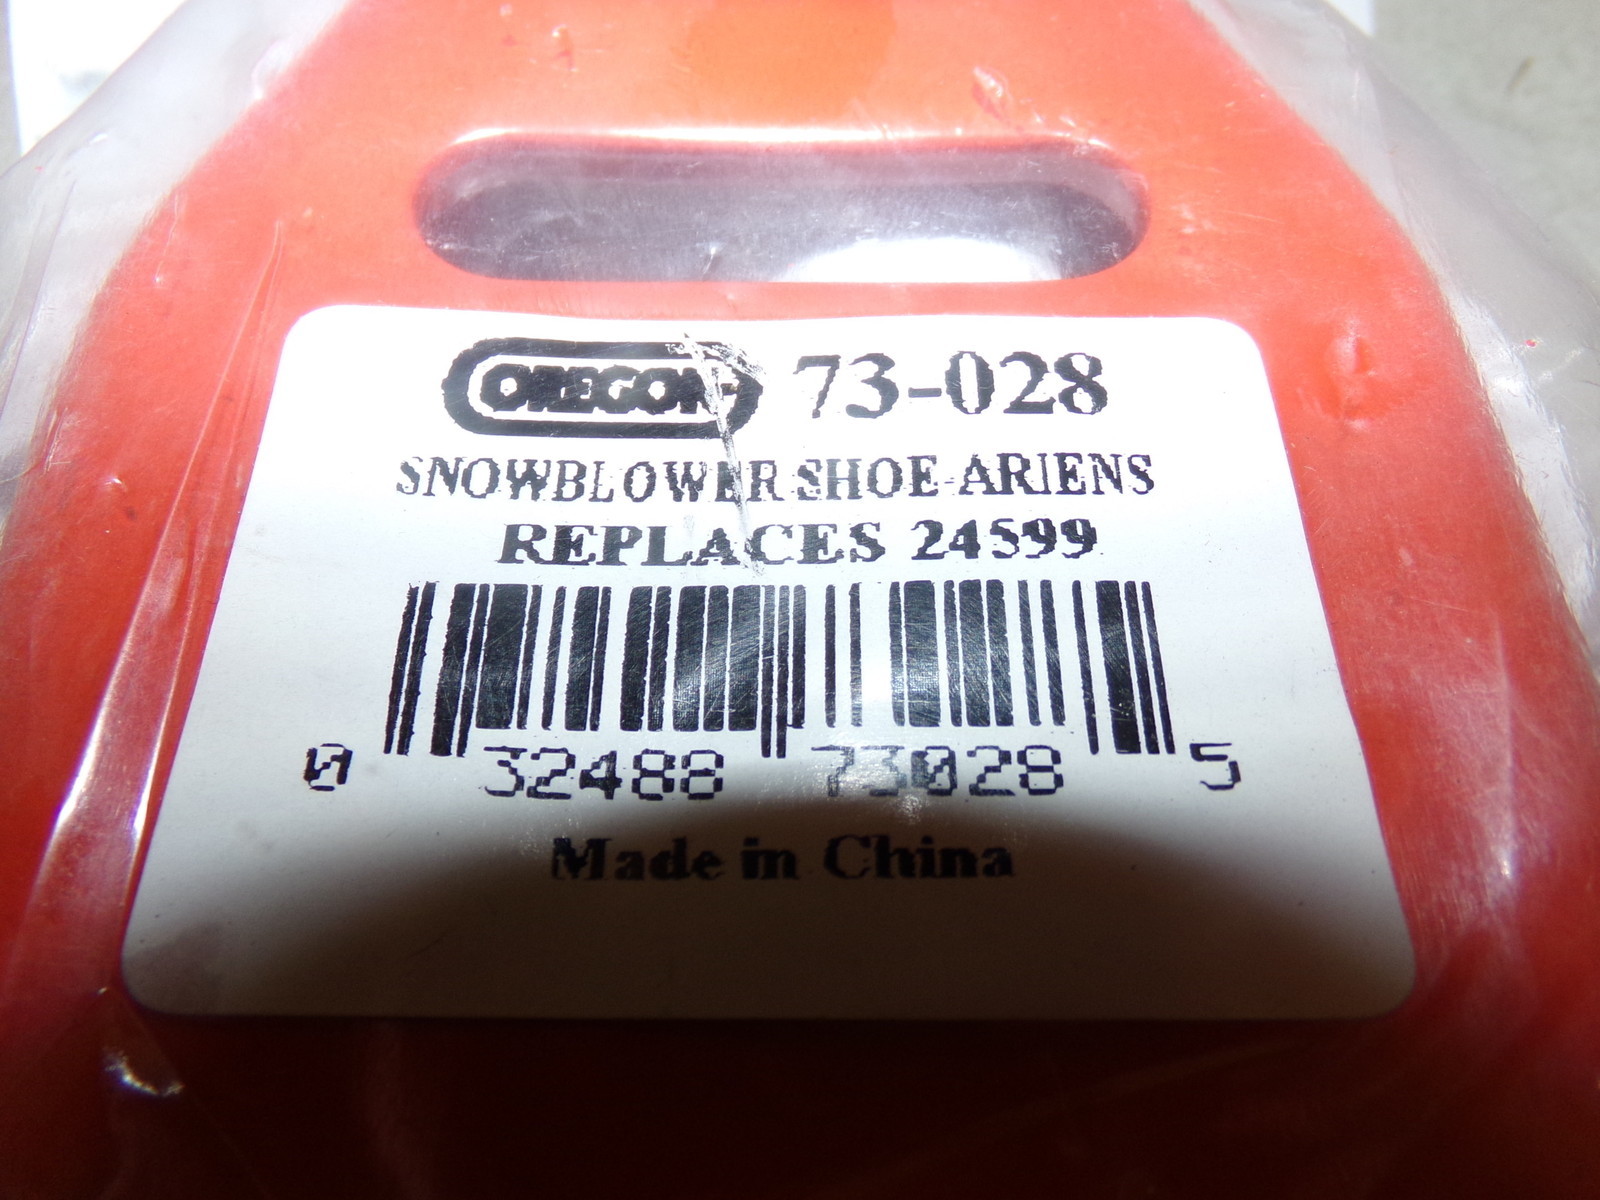 OREGON 73-028
SNOWBLOWER SHOE ARIENS
REPLACES 24599
0 32488 73028 5
Made in China